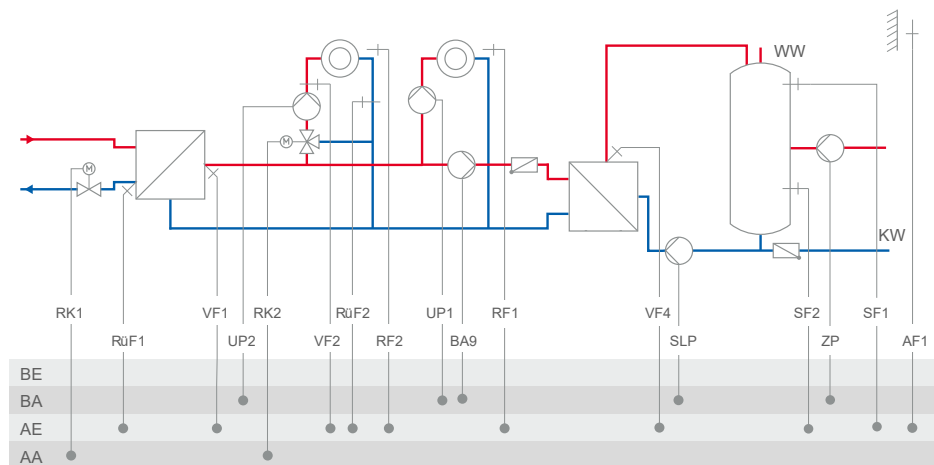 WW
M
M
KW
RK1 VF1 RK2 RüF2 UP1 RF1 VF4 SF2 SF1
RüF1 UP2 VF2 RF2 BA9 SLP ZP AF1
BE
BA
AE
AA